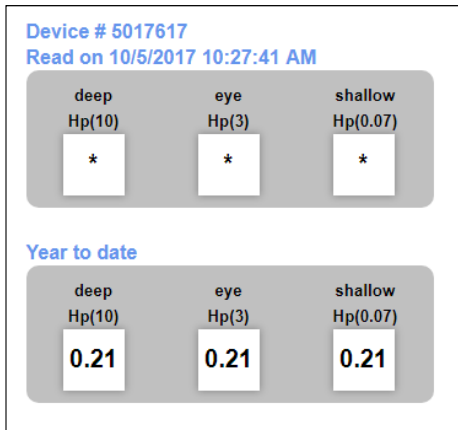 Device # 5017617
Read on 10/5/2017 10:27:41 AM
deep eye shallow
Hp(10) Hp(3) Hp(0.07)
* * *
Year to date
deep eye shallow
Hp(10) Hp(3) Hp(0.07)
0.21 0.21 0.21